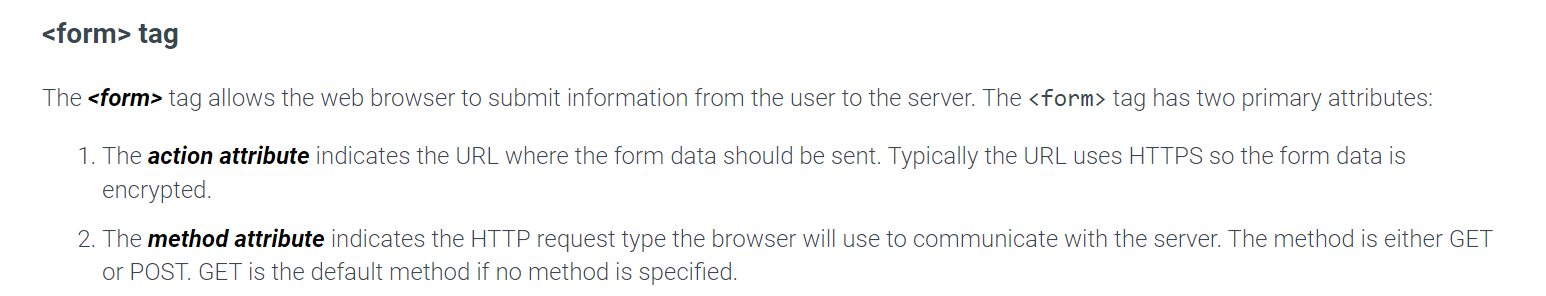 <form> tag
The <form> tag allows the web browser to submit information from the user to the server. The <form> tag has two primary attributes:
1. The action attribute indicates the URL where the form data should be sent. Typically the URL uses HTTPS so the form data is
encrypted.
2. The method attribute indicates the HTTP request type the browser will use to communicate with the server. The method is either GET
or POST. GET is the default method if no method is specified.